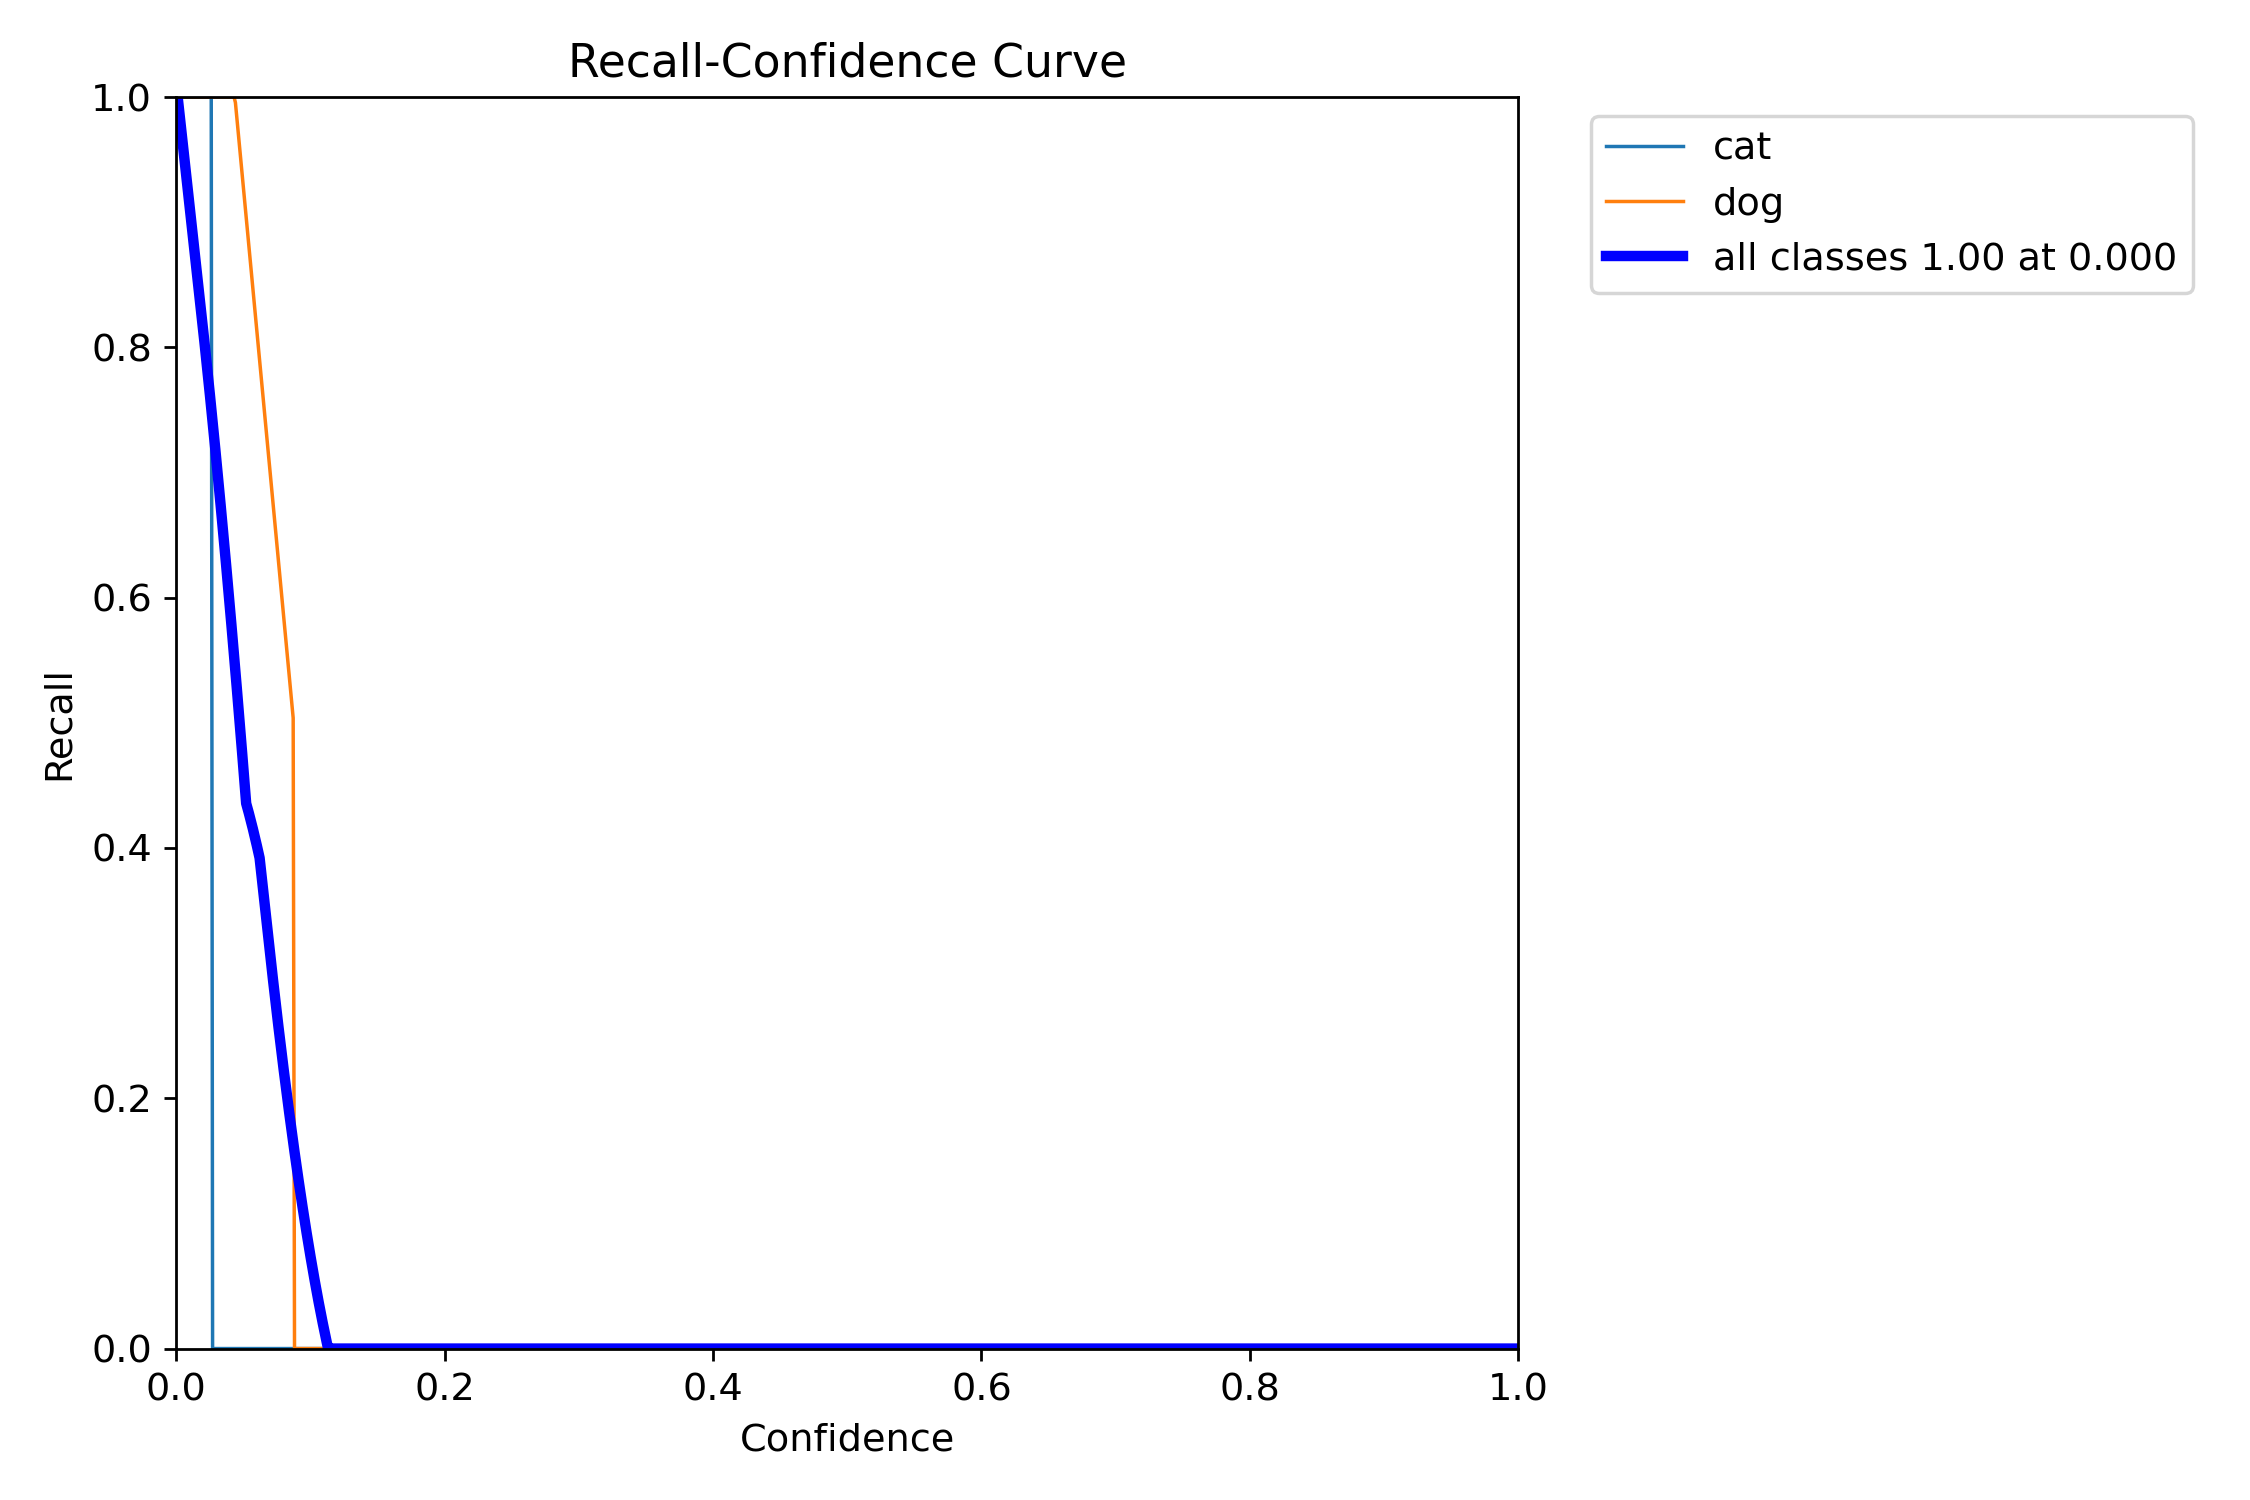 Recall-Confidence Curve
1.0
0.8
0.6
0.4
0.2
0.0
Recall
0.0 0.2 0.4 0.6 0.8 1.0
Confidence
cat
dog
all classes 1.00 at 0.000